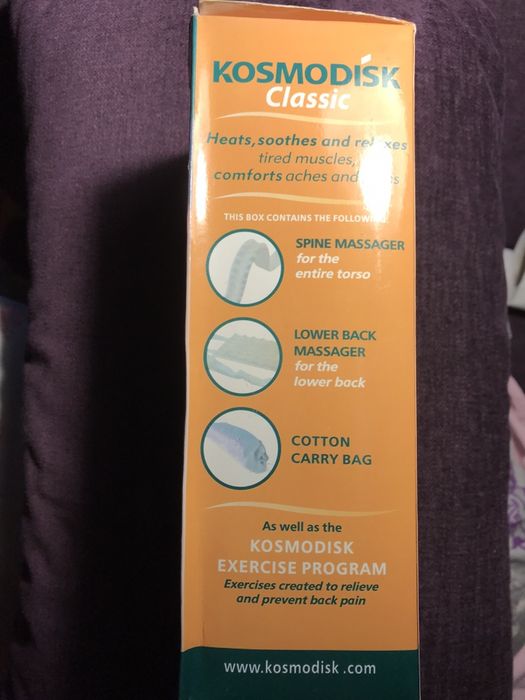 KOSMODISK
Classic
Heats, soothes and relaxes
tired muscles,
comforts aches and
THIS BOX CONTAINS THE FOLLOWING
SPINE MASSAGER
for the
entire torso
LOWER BACK
MASSAGER
for the
lower back
COTTON
CARRY BAG
As well as the
KOSMODISK
EXERCISE PROGRAM
Exercises created to relieve
and prevent back pain
www.kosmodisk.com